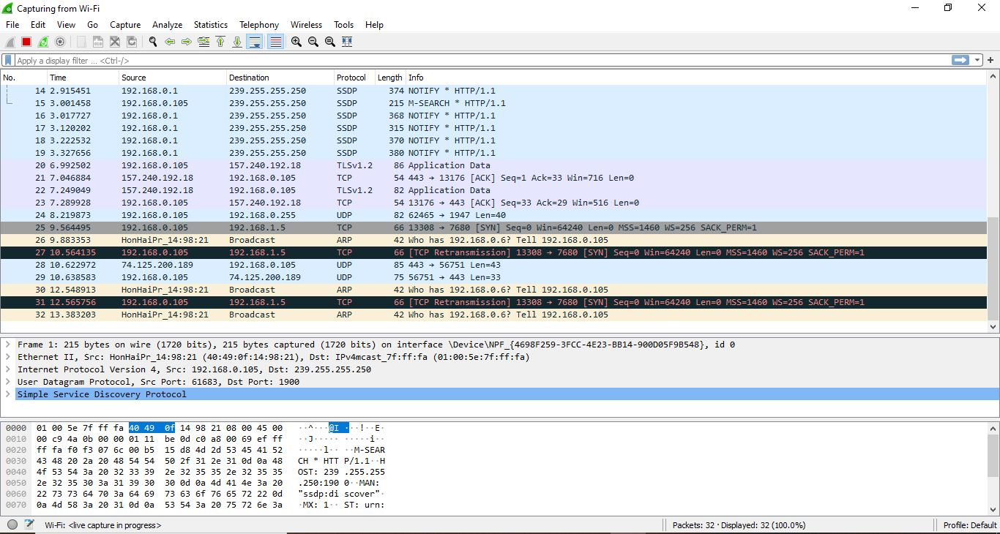 Capturing from Wi-Fi
File Edit View Go Capture Analyze Statistics Telephony Wireless Tools Help
Apply a display filter ... <Ctrl-/>
No. Time Source Destination Protocol Length Info
14 2.915451 192.168.0.1 239.255.255.250 SSDP 374 NOTIFY * HTTP/1.1
15 3.001458 192.168.0.105 239.255.255.250 SSDP 215 M-SEARCH * HTTP/1.1
16 3.017727 192.168.0.1 239.255.255.250 SSDP 368 NOTIFY * HTTP/1.1
17 3.120202 192.168.0.1 239.255.255.250 SSDP 315 NOTIFY * HTTP/1.1
18 3.222532 192.168.0.1 239.255.255.250 SSDP 370 NOTIFY * HTTP/1.1
19 3.327656 192.168.0.1 239.255.255.250 SSDP 380 NOTIFY * HTTP/1.1
20 6.992502 192.168.0.105 157.240.192.18 TLSv1.2 86 Application Data
21 7.046884 157.240.192.18 192.168.0.105 TCP 54 443 → 13176 [ACK] Seq=1 Ack=33 Win=716 Len=0
22 7.249049 157.240.192.18 192.168.0.105 TLSv1.2 82 Application Data
23 7.289928 192.168.0.105 157.240.192.18 TCP 54 13176 → 443 [ACK] Seq=33 Ack=29 Win=516 Len=0
24 8.219873 192.168.0.105 192.168.0.255 UDP 82 62465 → 1947 Len=40
25 9.564495 192.168.0.105 192.168.1.5 TCP 66 13308 → 7680 [SYN] Seq=0 Win=64240 Len=0 MSS=1460 WS=256 SACK_PERM=1
26 9.883353 HonHaiPr_14:98:21 Broadcast ARP 42 Who has 192.168.0.6? Tell 192.168.0.105
27 10.564135 192.168.0.105 192.168.1.5 TCP 66 [TCP Retransmission] 13308 → 7680 [SYN] Seq=0 Win=64240 Len=0 MSS=1460 WS=256 SACK_PERM=1
28 10.622972 74.125.200.189 192.168.0.105 UDP 85 443 → 56751 Len=43
29 10.638583 192.168.0.105 74.125.200.189 UDP 75 56751 → 443 Len=33
30 12.548913 HonHaiPr_14:98:21 Broadcast ARP 42 Who has 192.168.0.6? Tell 192.168.0.105
31 12.565756 192.168.0.105 192.168.1.5 TCP 66 [TCP Retransmission] 13308 → 7680 [SYN] Seq=0 Win=64240 Len=0 MSS=1460 WS=256 SACK_PERM=1
32 13.383203 HonHaiPr_14:98:21 Broadcast ARP 42 Who has 192.168.0.6? Tell 192.168.0.105
Frame 1: 215 bytes on wire (1720 bits), 215 bytes captured (1720 bits) on interface \Device\NPF_{4698F259-3FCC-4E23-BB14-900D05F9B548}, id 0
Ethernet II, Src: HonHaiPr_14:98:21 (40:49:0f:14:98:21), Dst: IPv4mcast_7f:ff:fa (01:00:5e:7f:ff:fa)
Internet Protocol Version 4, Src: 192.168.0.105, Dst: 239.255.255.250
User Datagram Protocol, Src Port: 61683, Dst Port: 1900
Simple Service Discovery Protocol
0000 01 00 5e 7f ff fa 40 49 0f 14 98 21 08 00 45 00 ··^···@I ···!··E·
0010 00 c9 4a 0b 00 00 01 11 be 0d c0 a8 00 69 ef ff ··J····· ·····i··
0020 ff fa f0 f3 07 6c 00 b5 15 d8 4d 2d 53 45 41 52 ·····l·· ··M-SEAR
0030 43 48 20 2a 20 48 54 54 50 2f 31 2e 31 0d 0a 48 CH * HTT P/1.1··H
0040 4f 53 54 3a 20 32 33 39 2e 32 35 35 2e 32 35 35 OST: 239 .255.255
0050 2e 32 35 30 3a 31 39 30 30 0d 0a 4d 41 4e 3a 20 .250:190 0··MAN:
0060 22 73 73 64 70 3a 64 69 73 63 6f 76 65 72 22 0d "ssdp:di scover"·
0070 0a 4d 58 3a 20 31 0d 0a 53 54 3a 20 75 72 6e 3a ·MX: 1·· ST: urn:
Wi-Fi: <live capture in progress> Packets: 32 · Displayed: 32 (100.0%) Profile: Default